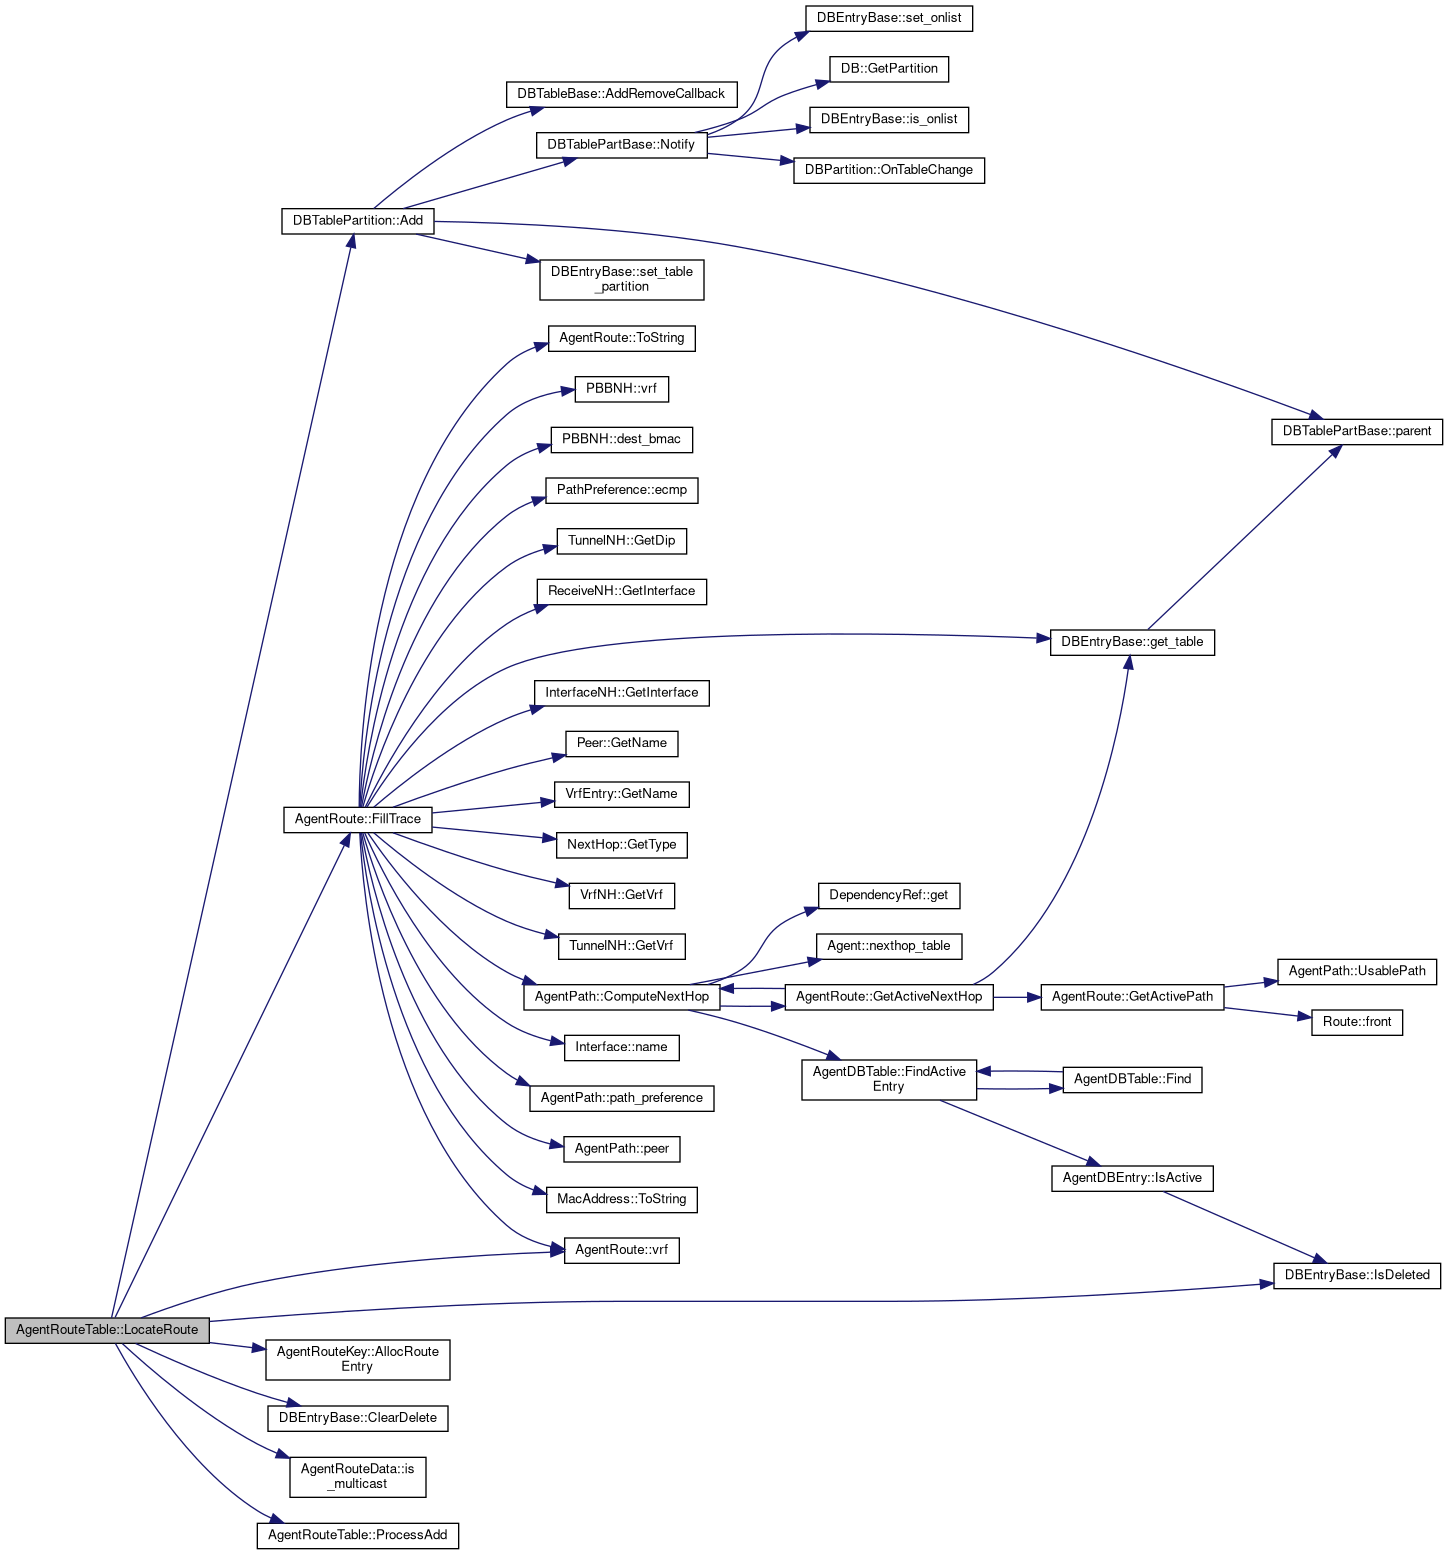 DBEntryBase::set_onlist
DB::GetPartition
DBTableBase::AddRemoveCallback
DBEntryBase::is_onlist
DBTablePartBase::Notify
DBPartition::OnTableChange
DBTablePartition::Add
DBEntryBase::set_table
_partition
AgentRoute::ToString
PBBNH::vrf
DBTablePartBase::parent
PBBNH::dest_bmac
PathPreference::ecmp
TunnelNH::GetDip
ReceiveNH::GetInterface
DBEntryBase::get_table
InterfaceNH::GetInterface
Peer::GetName
VrfEntry::GetName
AgentRoute::FillTrace
NextHop::GetType
VrfNH::GetVrf
DependencyRef::get
TunnelNH::GetVrf
Agent::nexthop_table
AgentPath::UsablePath
AgentPath::ComputeNextHop
AgentRoute::GetActiveNextHop
AgentRoute::GetActivePath
Route::front
Interface::name
AgentDBTable::FindActive
Entry
AgentDBTable::Find
AgentPath::path_preference
AgentPath::peer
AgentDBEntry::IsActive
MacAddress::ToString
AgentRoute::vrf
DBEntryBase::IsDeleted
AgentRouteTable::LocateRoute
AgentRouteKey::AllocRoute
Entry
DBEntryBase::ClearDelete
AgentRouteData::is
_multicast
AgentRouteTable::ProcessAdd